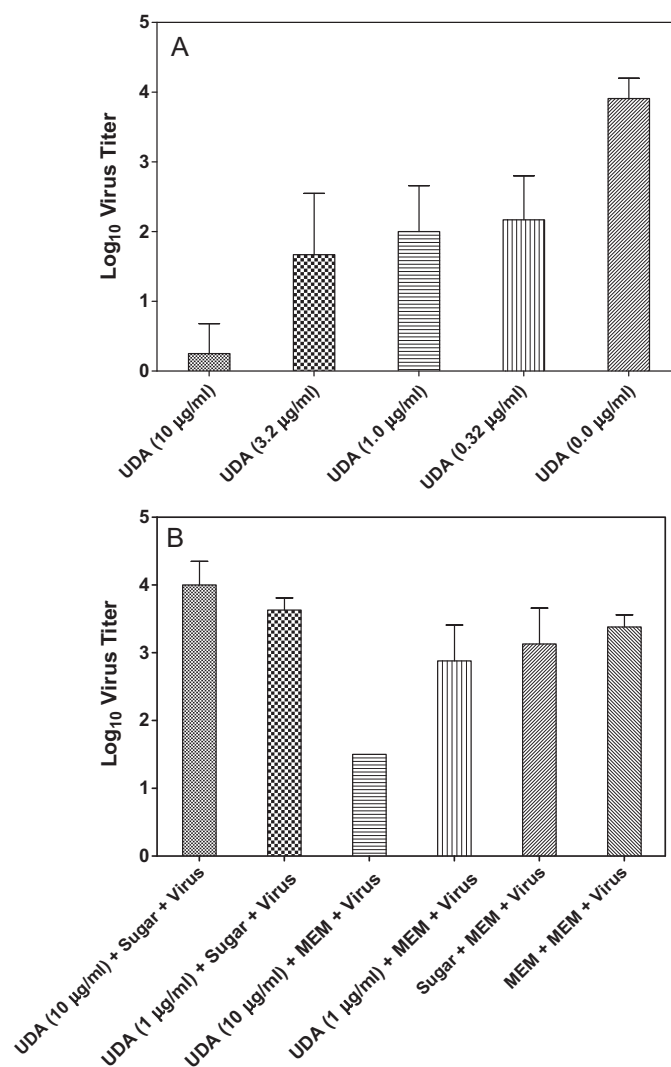 A
Log₁₀ Virus Titer
5
4
3
2
1
0
UDA (10 µg/ml)
UDA (3.2 µg/ml)
UDA (1.0 µg/ml)
UDA (0.32 µg/ml)
UDA (0.0 µg/ml)
B
Log₁₀ Virus Titer
5
4
3
2
1
0
UDA (10 µg/ml) + Sugar + Virus
UDA (1 µg/ml) + Sugar + Virus
UDA (10 µg/ml) + MEM + Virus
UDA (1 µg/ml) + MEM + Virus
Sugar + MEM + Virus
MEM + MEM + Virus